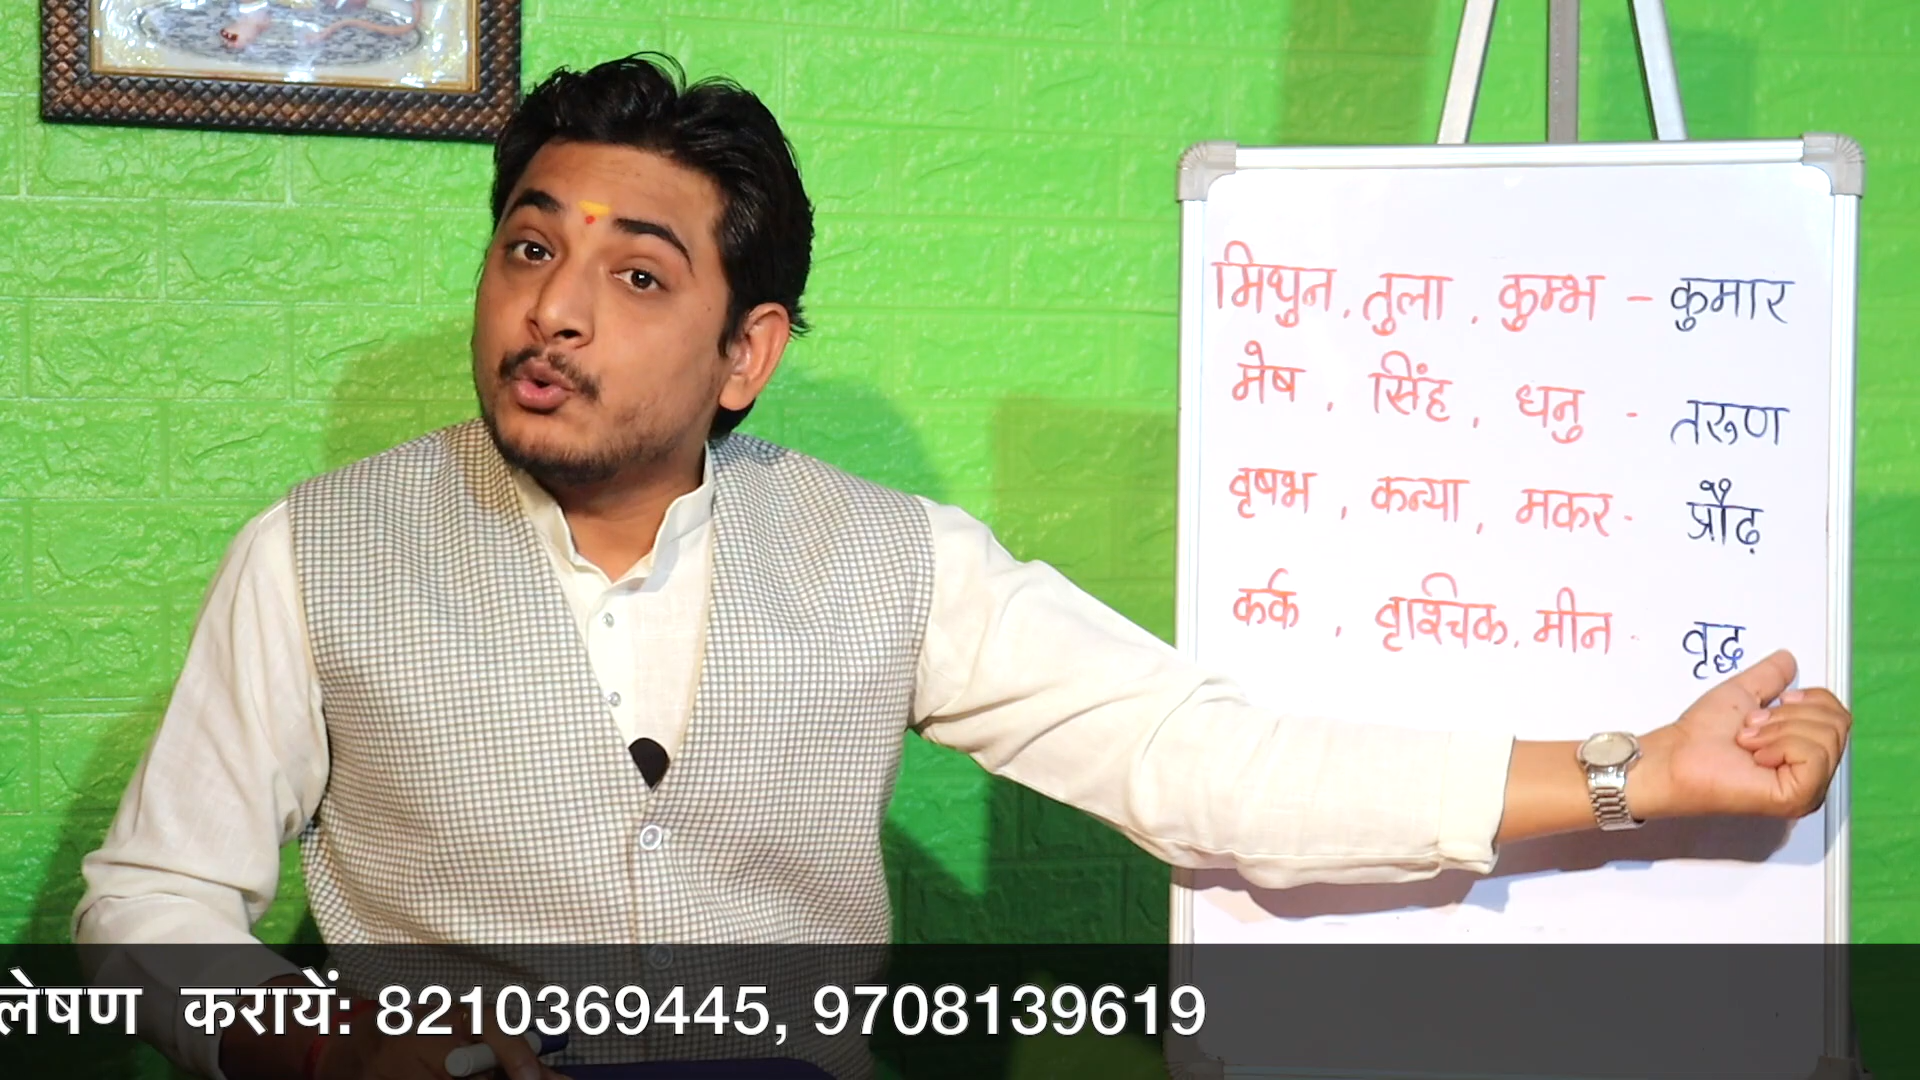 मिथुन, तुला, कुम्भ - कुमार
मेष, सिंह, धनु - तरुण
वृषभ, कन्या, मकर - प्रौढ़
कर्क, वृश्चिक, मीन - वृद्ध
लेषण करायें: 8210369445, 9708139619